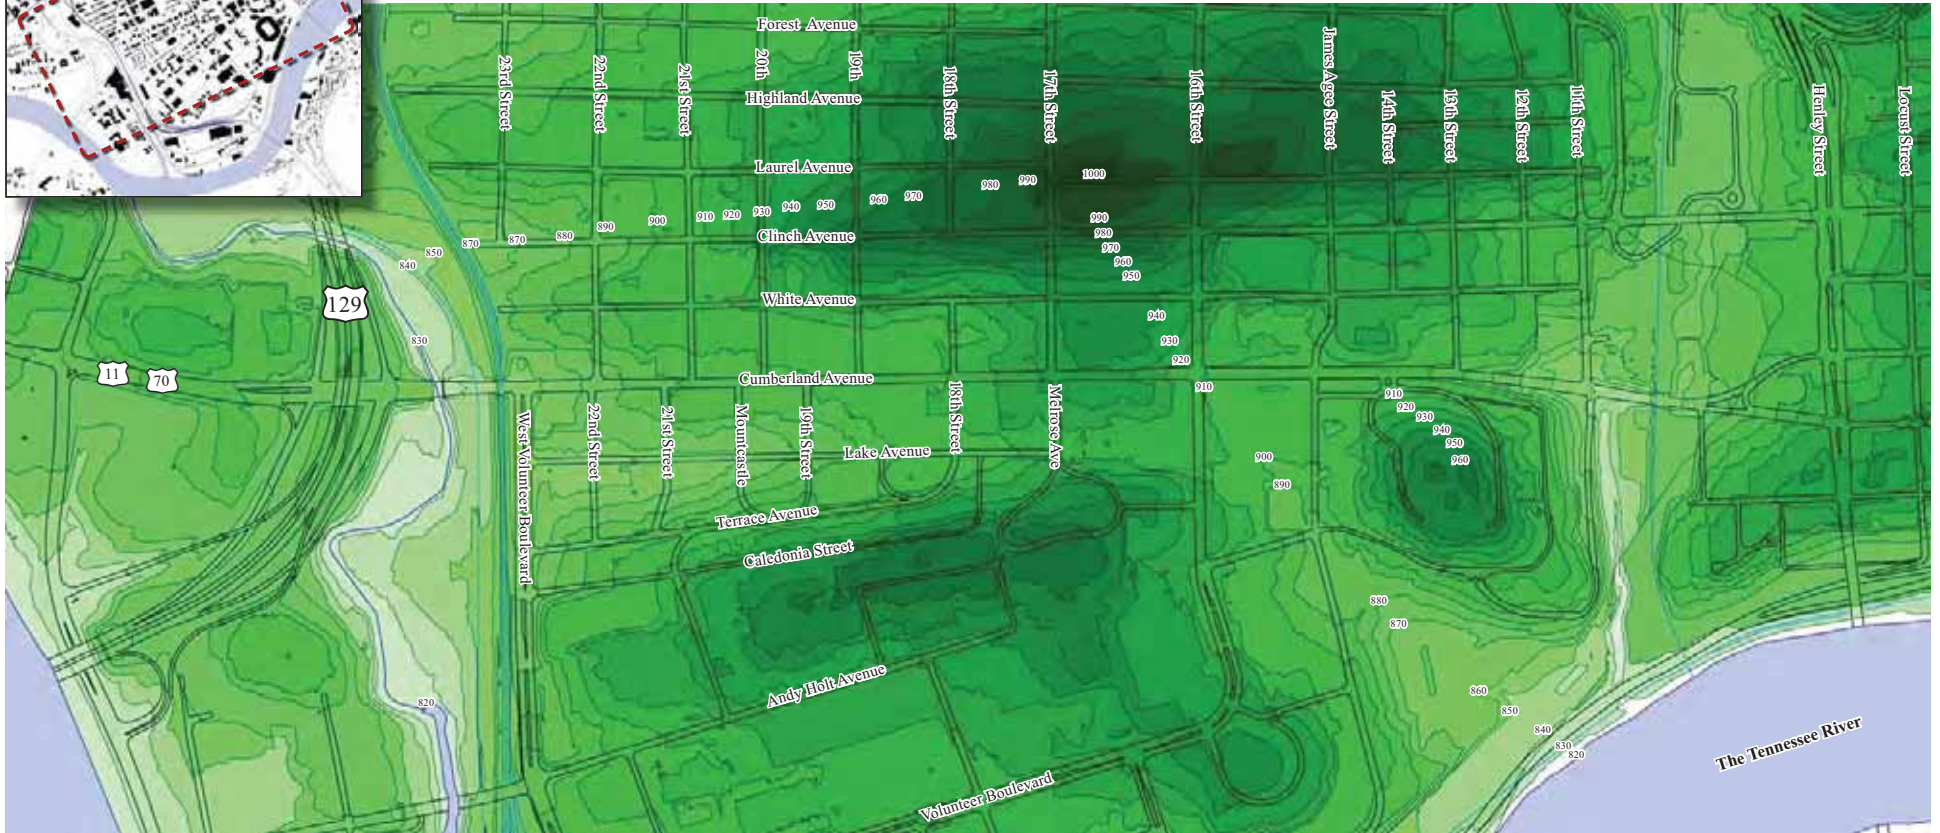 Forest Avenue
23rd Street
22nd Street
21st Street
20th
19th
18th Street
17th Street
16th Street
James Agee Street
14th Street
13th Street
12th Street
11th Street
Henley Street
Locust Street
Highland Avenue
Laurel Avenue
1000
990
980
970
960
950
940
930
920
910
900
890
880
870
870
850
840
Clinch Avenue
990
980
970
960
950
White Avenue
129
940
930
920
910
830
11
70
Cumberland Avenue
West Volunteer Boulevard
22nd Street
21st Street
Mountcastle
19th Street
18th Street
Melrose Ave
Lake Avenue
910
920
930
940
950
960
900
890
Terrace Avenue
Caledonia Street
880
870
Andy Holt Avenue
820
860
850
840
830
820
Volunteer Boulevard
The Tennessee River